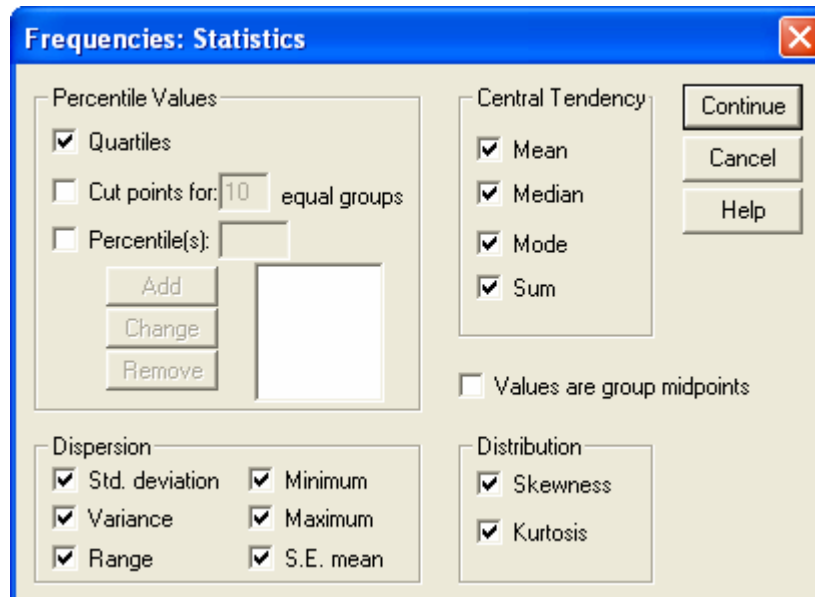 Frequencies: Statistics
Percentile Values
Quartiles
Cut points for: 10 equal groups
Percentile(s):
Add
Change
Remove
Central Tendency
Mean
Median
Mode
Sum
Continue
Cancel
Help
Values are group midpoints
Dispersion
Std. deviation
Minimum
Variance
Maximum
Range
S.E. mean
Distribution
Skewness
Kurtosis